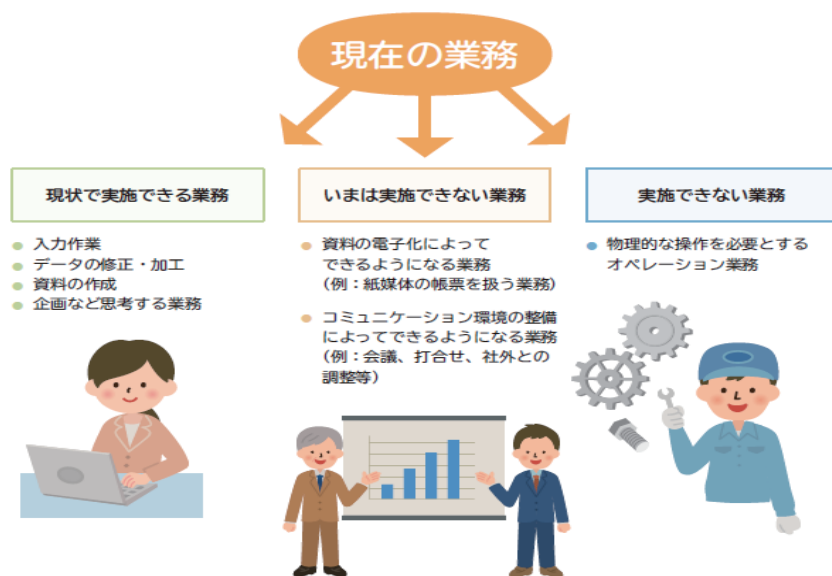 現在の業務
現状で実施できる業務
● 入力作業
● データの修正・加工
● 資料の作成
● 企画など思考する業務
いまは実施できない業務
● 資料の電子化によって
できるようになる業務
（例：紙媒体の帳票を扱う業務）
● コミュニケーション環境の整備
によってできるようになる業務
（例：会議、打合せ、社外との
調整等）
実施できない業務
● 物理的な操作を必要とする
オペレーション業務